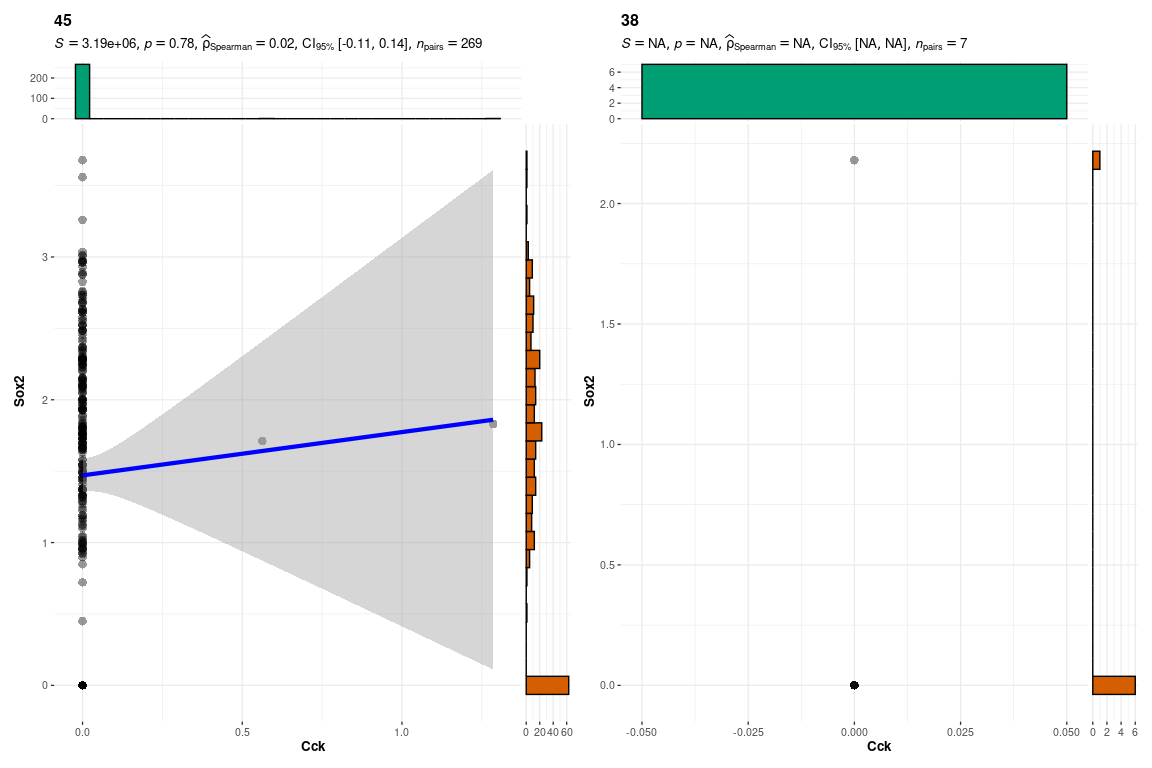 45
S = 3.19e+06, p = 0.78, ρ̂Spearman = 0.02, CI95% [-0.11, 0.14], npairs = 269
200
100
0
3
2
1
0
Sox2
0.0 0.5 1.0
Cck
0 20 40 60
38
S = NA, p = NA, ρ̂Spearman = NA, CI95% [NA, NA], npairs = 7
6
4
2
0
2.0
1.5
1.0
0.5
0.0
Sox2
-0.050 -0.025 0.000 0.025 0.050
Cck
0 2 4 6